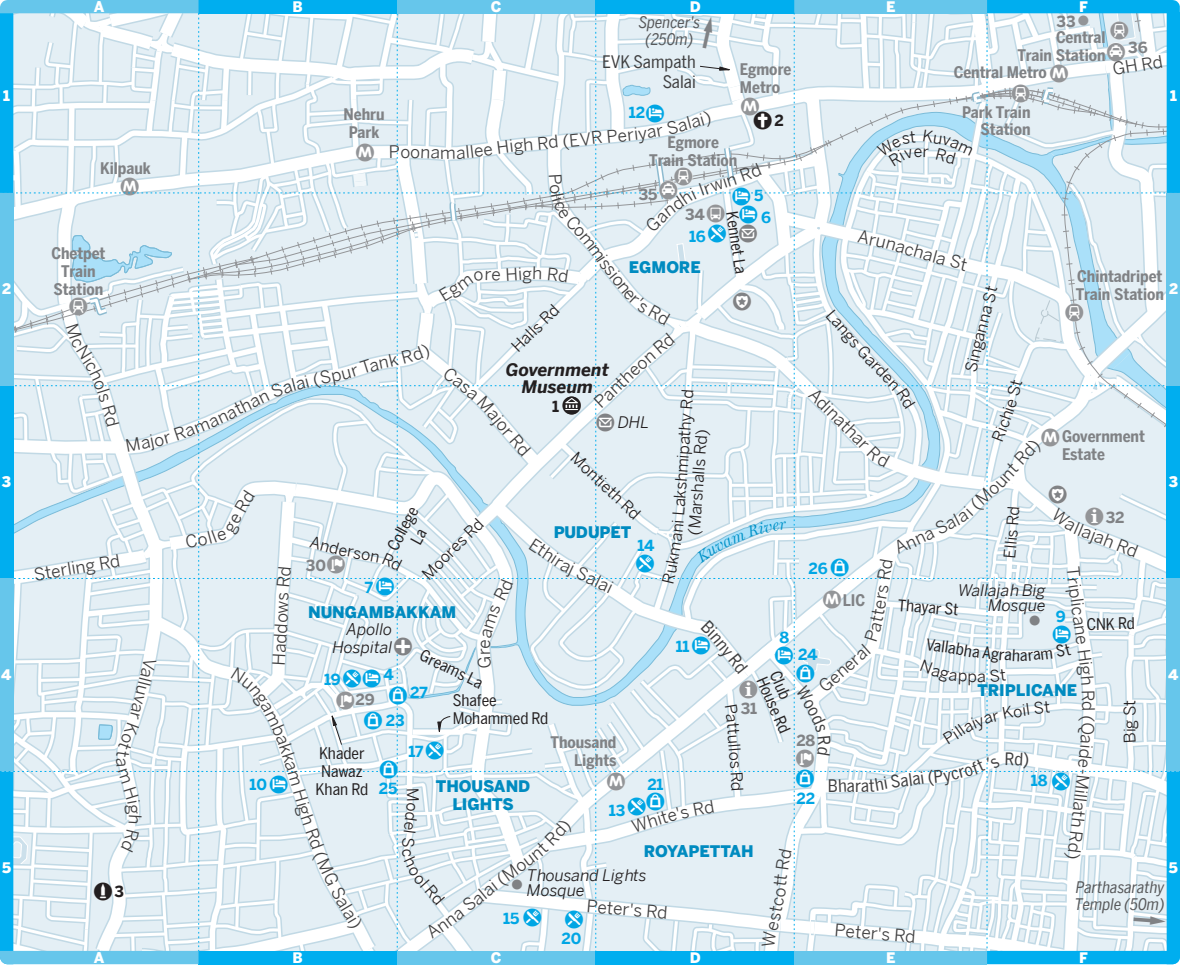 A B C D E F
Spencer's
(250m)
33
Central
Train Station
36
GH Rd
EVK Sampath
Salai
Egmore
Metro
Central Metro
M
1
1
12
M
2
Park Train
Station
Nehru
Park
M
Poonamallee High Rd (EVR Periyar Salai)
West Kuvam
River Rd
Egmore
Train Station
Kilpauk
M
35
Gandhi Irwin Rd
5
34
6
16
Kennet La
Police Commissioner's Rd
Arunachala St
Chetpet
Train
Station
EGMORE
Egmore High Rd
Chintadripet
Train Station
2
2
Halls Rd
Langs Garden Rd
Singanna St
McNichols Rd
Major Ramanathan Salai (Spur Tank Rd)
Government
Museum
1
Pantheon Rd
Casa Major Rd
DHL
Adinathar Rd
Richie St
M
Government
Estate
Rukmani Lakshmipathy Rd
(Marshalls Rd)
Montieth Rd
3
3
College Rd
College
La
Moores Rd
PUDUPET
Kuvam River
Anna Salai (Mount Rd)
Ellis Rd
32
Wallajah Rd
Anderson Rd
30
14
Ethiraj Salai
Sterling Rd
26
7
Haddows Rd
NUNGAMBAKKAM
Greams Rd
M
LIC
General Patters Rd
Thayar St
Wallajah Big
Mosque
9
CNK Rd
Triplicane High Rd (Qaide-Millath Rd)
Apollo
Hospital
Binny Rd
11
8
24
Vallabha Agraharam St
Nagappa St
TRIPLICANE
4
4
Greams La
19
4
29
27
23
Shafee
Mohammed Rd
31
Club
House Rd
Woods Rd
Pattullos Rd
Pillaiyar Koil St
Big St
Valluvar Kottam High Rd
Nungambakkam High Rd (MG Salai)
Khader
Nawaz
Khan Rd
17
Thousand
Lights
M
28
10
25
THOUSAND
LIGHTS
21
13
White's Rd
22
Bharathi Salai (Pycroft's Rd)
18
Model School Rd
ROYAPETTAH
5
5
3
Anna Salai (Mount Rd)
Thousand Lights
Mosque
Westcott Rd
Parthasarathy
Temple (50m)
15
20
Peter's Rd
Peter's Rd
A B C D E F